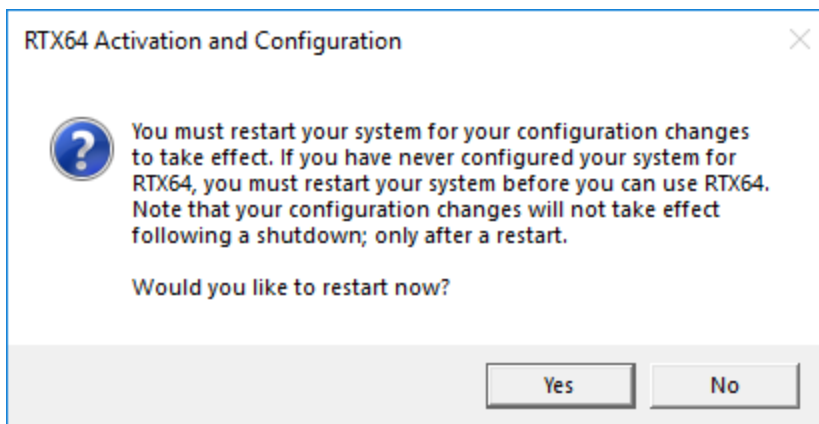 RTX64 Activation and Configuration
You must restart your system for your configuration changes
to take effect. If you have never configured your system for
RTX64, you must restart your system before you can use RTX64.
Note that your configuration changes will not take effect
following a shutdown; only after a restart.
Would you like to restart now?
Yes No